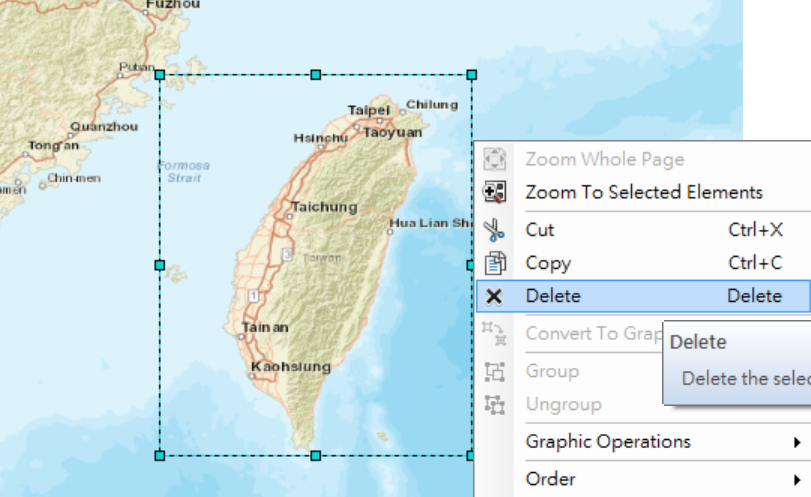 Fuzhou
Putian
Quanzhou
Tong'an
Chin-men
Formosa
Strait
Taipei
Chilung
Hsinchu
Taoyuan
Taichung
Hua Lian Sh
Taiwan
3
1
Tainan
Kaohsiung
Zoom Whole Page
Zoom To Selected Elements
Cut Ctrl+X
Copy Ctrl+C
Delete Delete
Convert To Grap
Delete
Delete the selec
Group
Ungroup
Graphic Operations
Order